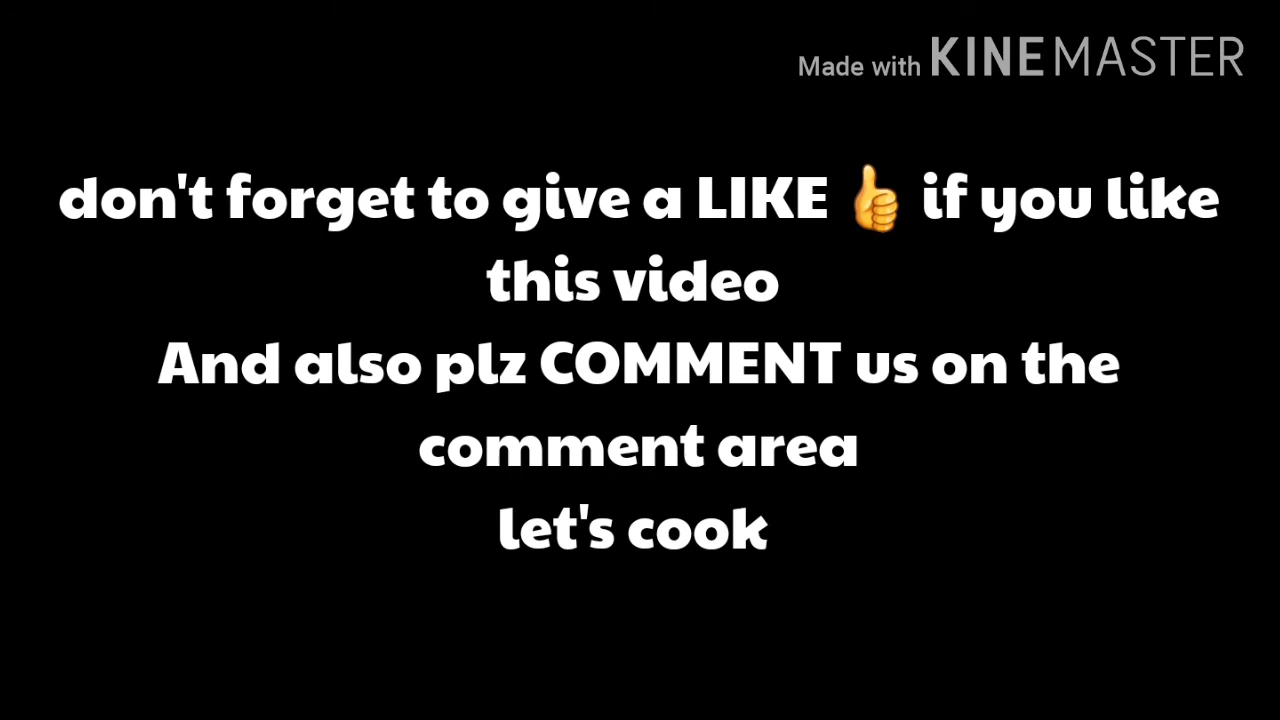 Made with KINEMASTER
don't forget to give a LIKE 👍 if you like
this video
And also plz COMMENT us on the
comment area
let's cook